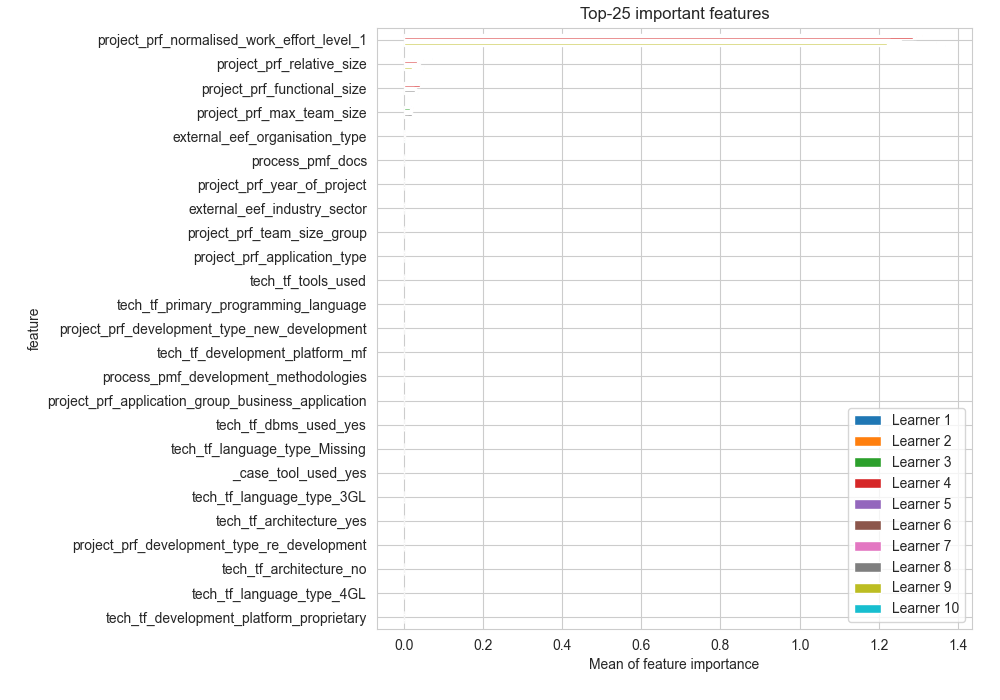 Top-25 important features
project_prf_normalised_work_effort_level_1
project_prf_relative_size
project_prf_functional_size
project_prf_max_team_size
external_eef_organisation_type
process_pmf_docs
project_prf_year_of_project
external_eef_industry_sector
project_prf_team_size_group
project_prf_application_type
tech_tf_tools_used
tech_tf_primary_programming_language
project_prf_development_type_new_development
tech_tf_development_platform_mf
process_pmf_development_methodologies
project_prf_application_group_business_application
tech_tf_dbms_used_yes
tech_tf_language_type_Missing
_case_tool_used_yes
tech_tf_language_type_3GL
tech_tf_architecture_yes
project_prf_development_type_re_development
tech_tf_architecture_no
tech_tf_language_type_4GL
tech_tf_development_platform_proprietary
feature
Learner 1
Learner 2
Learner 3
Learner 4
Learner 5
Learner 6
Learner 7
Learner 8
Learner 9
Learner 10
0.0 0.2 0.4 0.6 0.8 1.0 1.2 1.4
Mean of feature importance